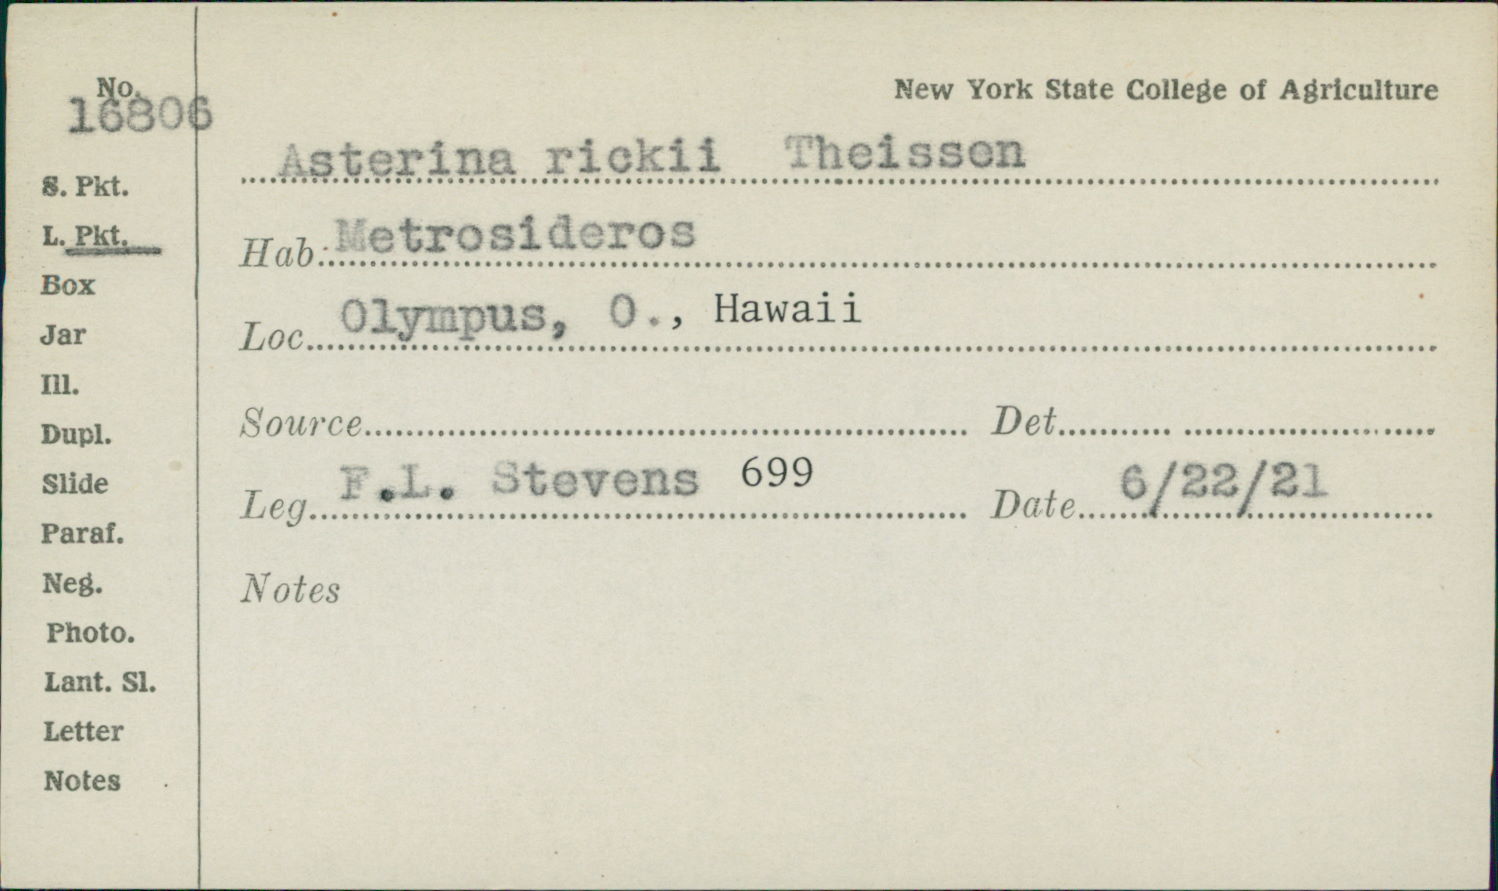 No.
16806
New York State College of Agriculture
Asterina rickii Theissen
S. Pkt.
L. Pkt.
Hab. Metrosideros
Box
Loc. Olympus, O., Hawaii
Jar
Ill.
Source Det.
Dupl.
Slide
Leg. F.L. Stevens 699 Date 6/22/21
Paraf.
Neg.
Notes
Photo.
Lant. Sl.
Letter
Notes